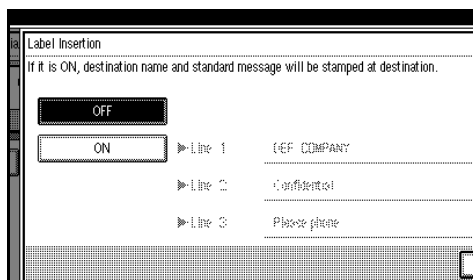 Label Insertion
If it is ON, destination name and standard message will be stamped at destination.
OFF
ON
▶Line 1 DEF COMPANY
▶Line 2 Confidential
▶Line 3 Please phone